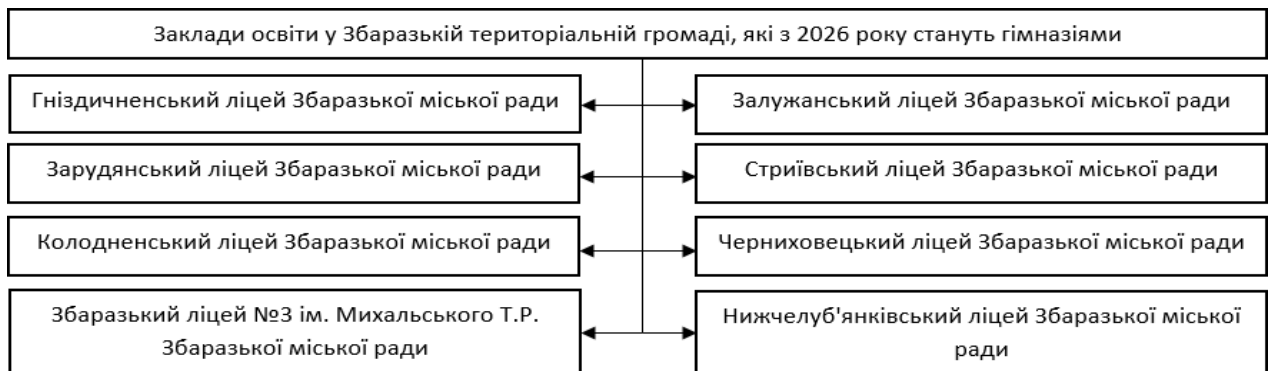 Заклади освіти у Збаразькій територіальній громаді, які з 2026 року стануть гімназіями
Гніздичненський ліцей Збаразької міської ради
Залужанський ліцей Збаразької міської ради
Зарудянський ліцей Збаразької міської ради
Стриївський ліцей Збаразької міської ради
Колодненський ліцей Збаразької міської ради
Черниховецький ліцей Збаразької міської ради
Збаразький ліцей №3 ім. Михальського Т.Р.
Збаразької міської ради
Нижчелуб'янківський ліцей Збаразької міської
ради